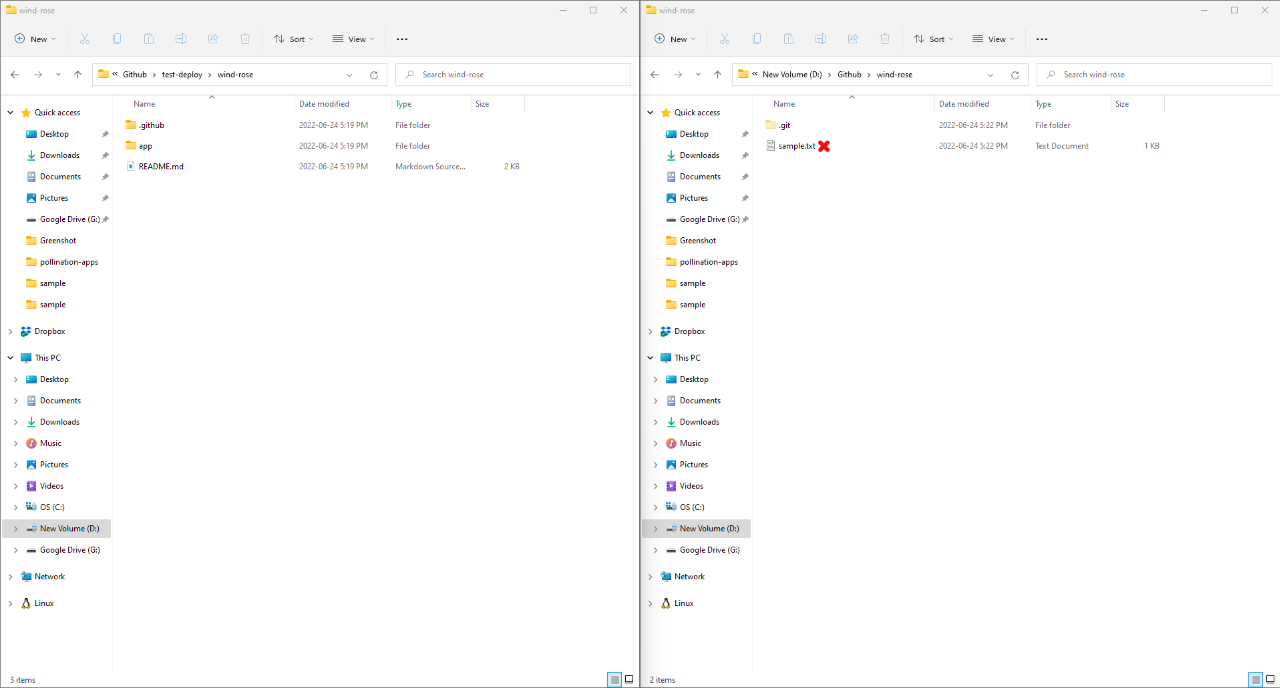 wind-rose
New
Sort
View
Github test-deploy wind-rose
Search wind-rose
Name Date modified Type Size
Quick access
Desktop
Downloads
Documents
Pictures
Google Drive (G:)
Greenshot
pollination-apps
sample
sample
Dropbox
This PC
Desktop
Documents
Downloads
Music
Pictures
Videos
OS (C:)
New Volume (D:)
Google Drive (G:)
Network
Linux
.github 2022-06-24 5:19 PM File folder
app 2022-06-24 5:19 PM File folder
README.md 2022-06-24 5:19 PM Markdown Source... 2 KB
3 items
wind-rose
New
Sort
View
New Volume (D:) Github wind-rose
Search wind-rose
Name Date modified Type Size
Quick access
Desktop
Downloads
Documents
Pictures
Google Drive (G:)
Greenshot
pollination-apps
sample
sample
Dropbox
This PC
Desktop
Documents
Downloads
Music
Pictures
Videos
OS (C:)
New Volume (D:)
Google Drive (G:)
Network
Linux
.git 2022-06-24 5:22 PM File folder
sample.txt 2022-06-24 5:22 PM Text Document 1 KB
2 items